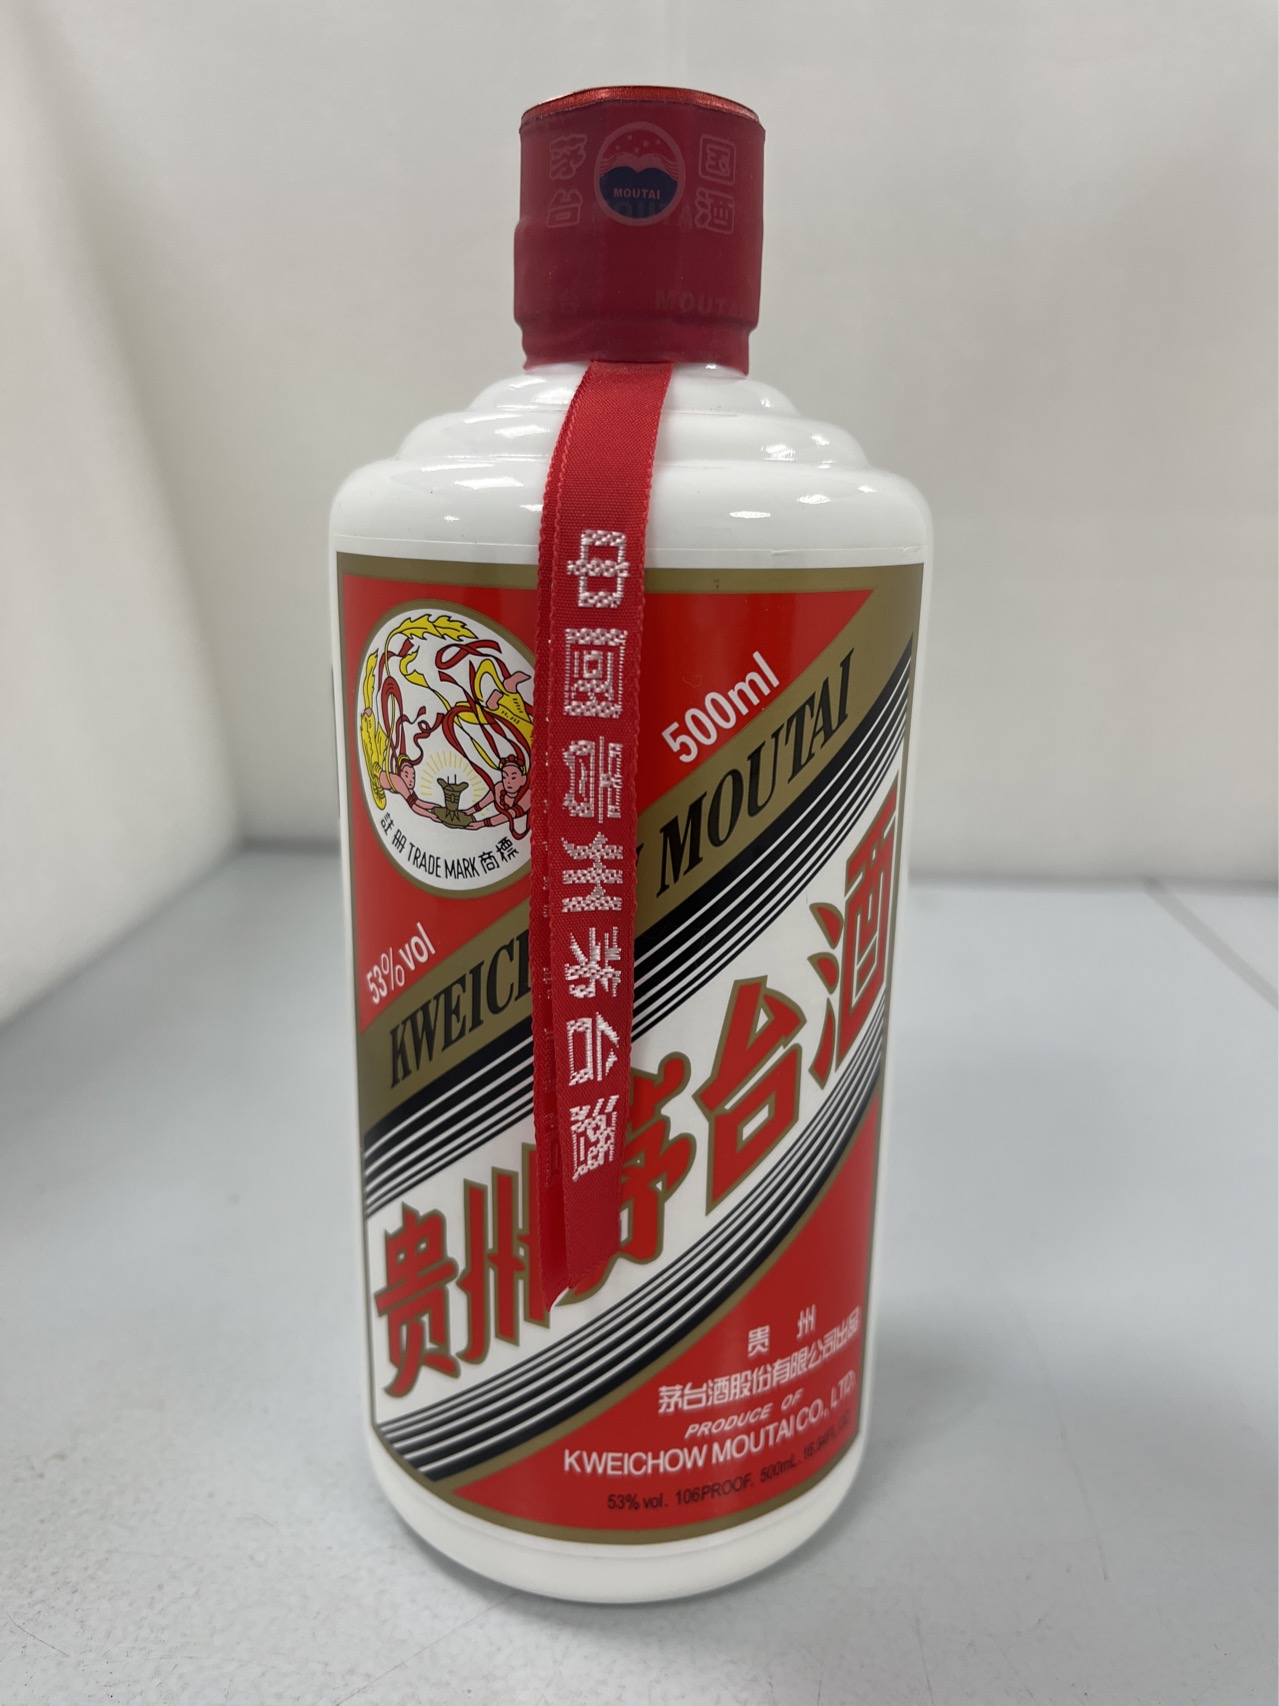 茅台
国酒
MOUTAI
MOUTAI
中國貴州茅台酒
500ml
註册 TRADE MARK 商標
53%vol
KWEIC
MOUTAI
贵州茅台酒
贵州
茅台酒股份有限公司出品
PRODUCE OF
KWEICHOW MOUTAI CO., LTD.
53% vol. 106PROOF. 500mL.